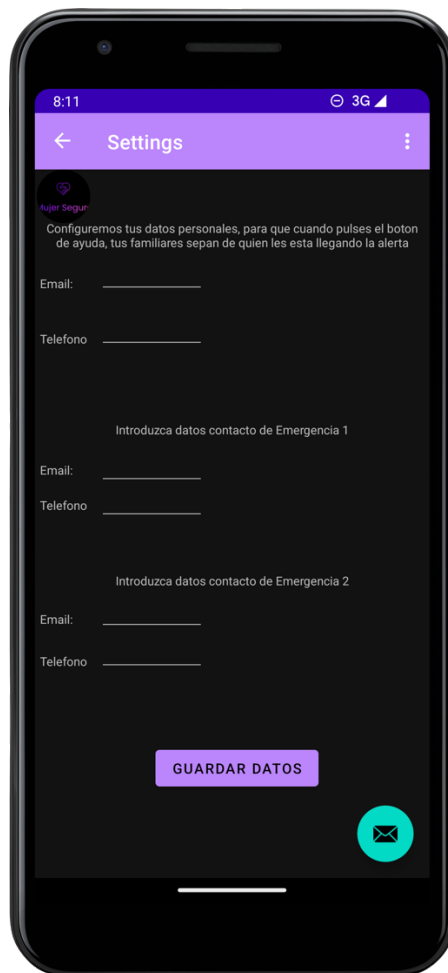 8:11 3G
Settings
Mujer Segur
Configuremos tus datos personales, para que cuando pulses el boton
de ayuda, tus familiares sepan de quien les esta llegando la alerta
Email:
Telefono
Introduzca datos contacto de Emergencia 1
Email:
Telefono
Introduzca datos contacto de Emergencia 2
Email:
Telefono
GUARDAR DATOS